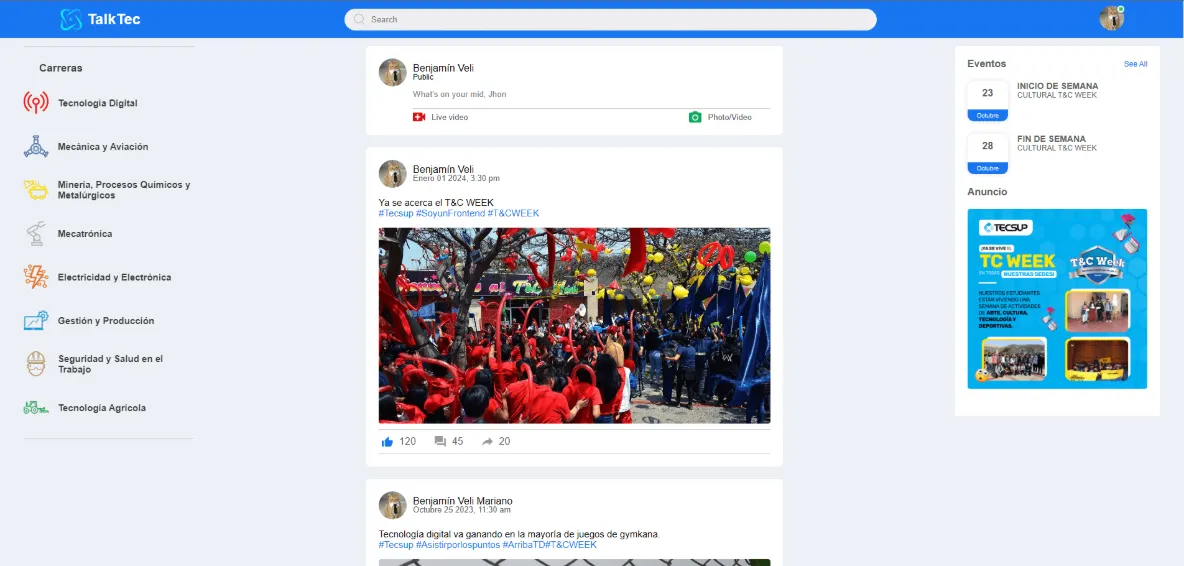 TalkTec
Search
Carreras
Tecnología Digital
Mecánica y Aviación
Minería, Procesos Químicos y
Metalúrgicos
Mecatrónica
Electricidad y Electrónica
Gestión y Producción
Seguridad y Salud en el
Trabajo
Tecnología Agrícola
Benjamín Veli
Public
What's on your mid, Jhon
Live video
Photo/Video
Benjamín Veli
Enero 01 2024, 3:30 pm
Ya se acerca el T&C WEEK
#Tecsup #SoyunFrontend #T&CWEEK
120 45 20
Benjamín Veli Mariano
Octubre 25 2023, 11:30 am
Tecnología digital va ganando en la mayoría de juegos de gymkana.
#Tecsup #Asistirporlospuntos #ArribaTD#T&CWEEK
Eventos
See All
23
Octubre
INICIO DE SEMANA
CULTURAL T&C WEEK
28
Octubre
FIN DE SEMANA
CULTURAL T&C WEEK
Anuncio
TECSUP
¡YA SE VIVE EL
TC WEEK
EN TODAS NUESTRAS SEDES!
T&C Week
NUESTROS ESTUDIANTES
ESTÁN VIVIENDO UNA
SEMANA DE ACTIVIDADES
DE ARTE, CULTURA,
TECNOLOGÍA Y
DEPORTIVAS.